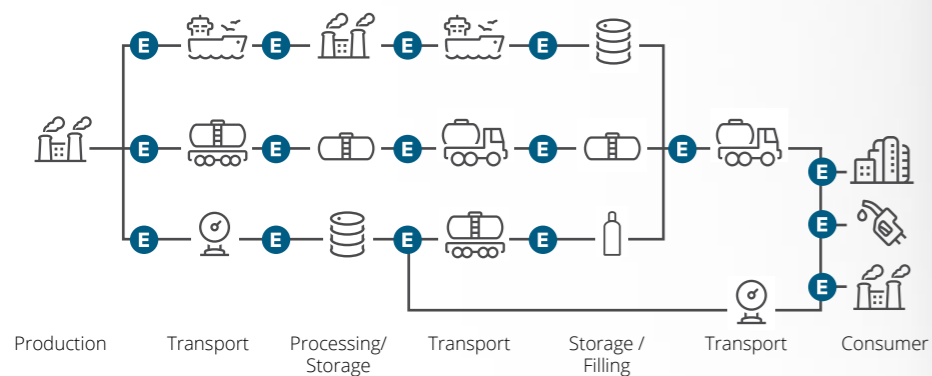 E E E E
E E E E E
E
E
E E E E
E
Production Transport Processing/ Transport Storage / Transport Consumer
Storage Filling